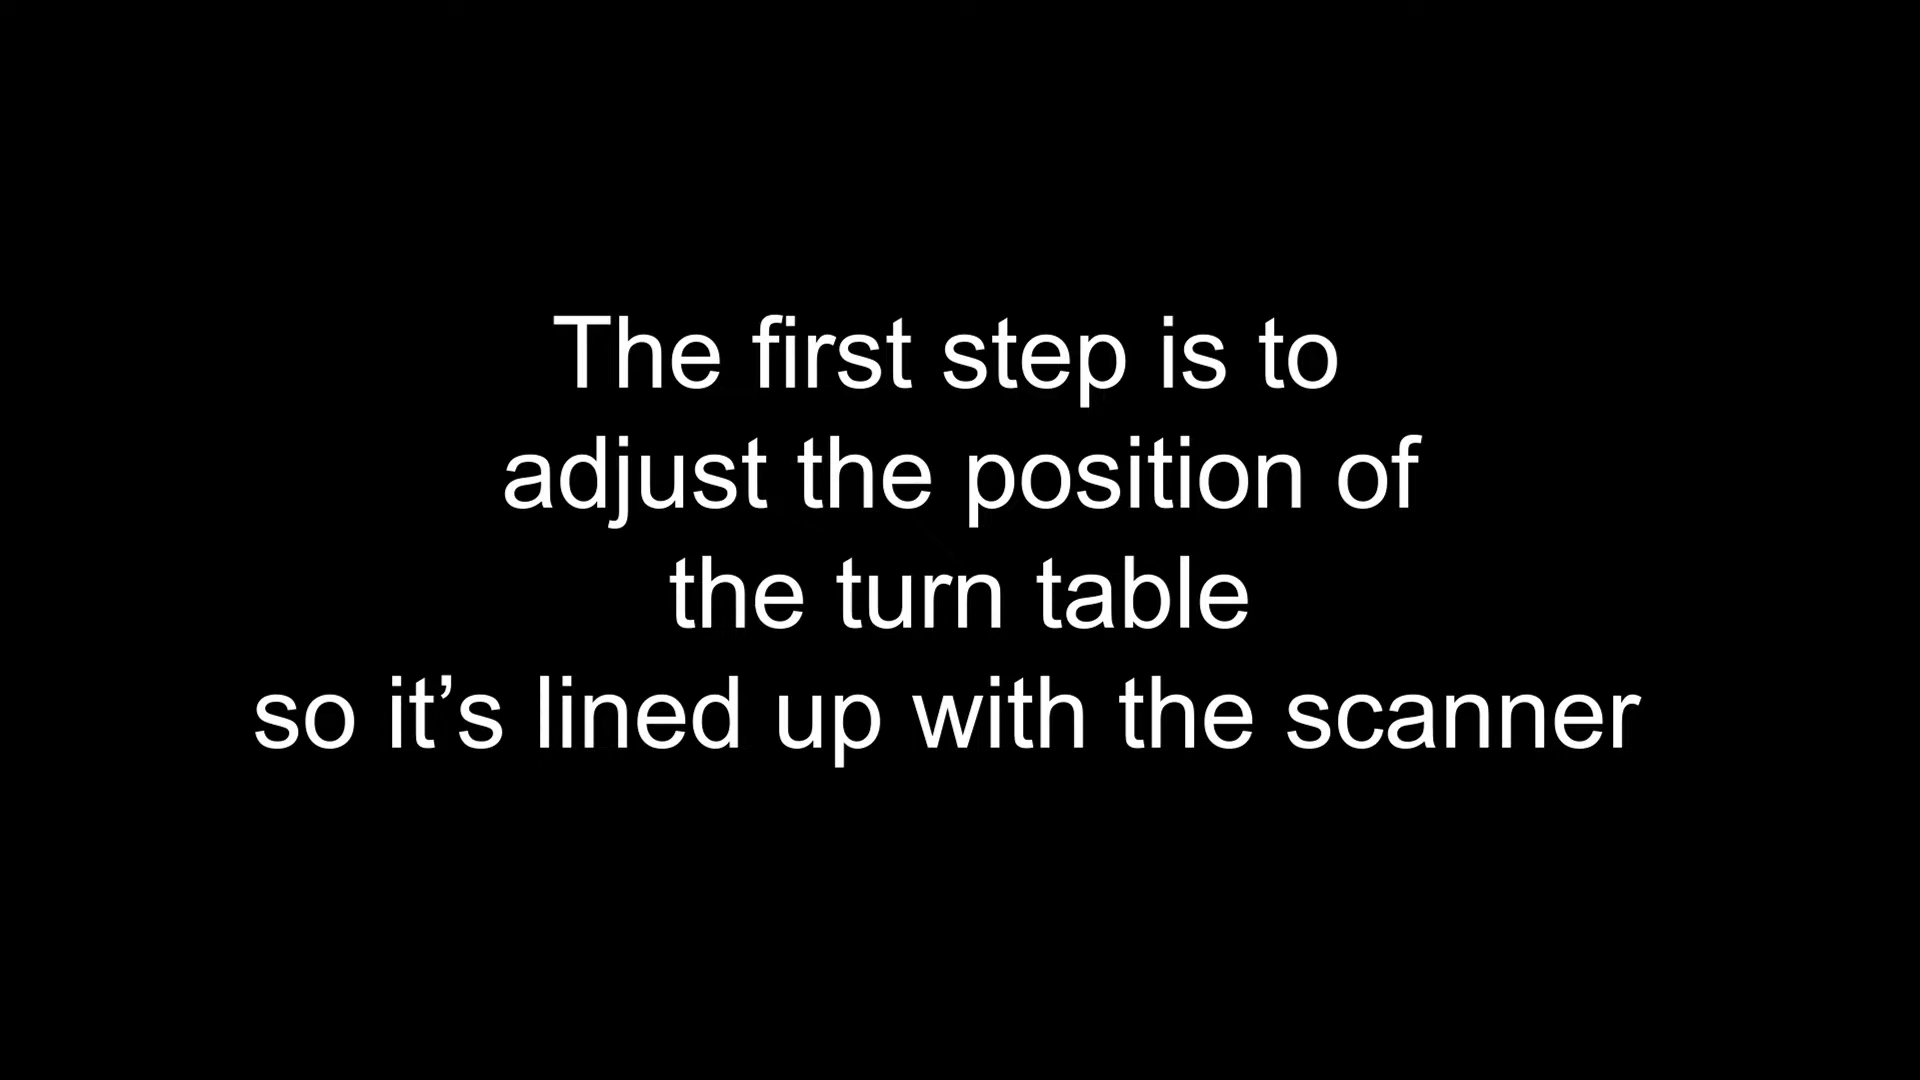 The first step is to
adjust the position of
the turn table
so it’s lined up with the scanner